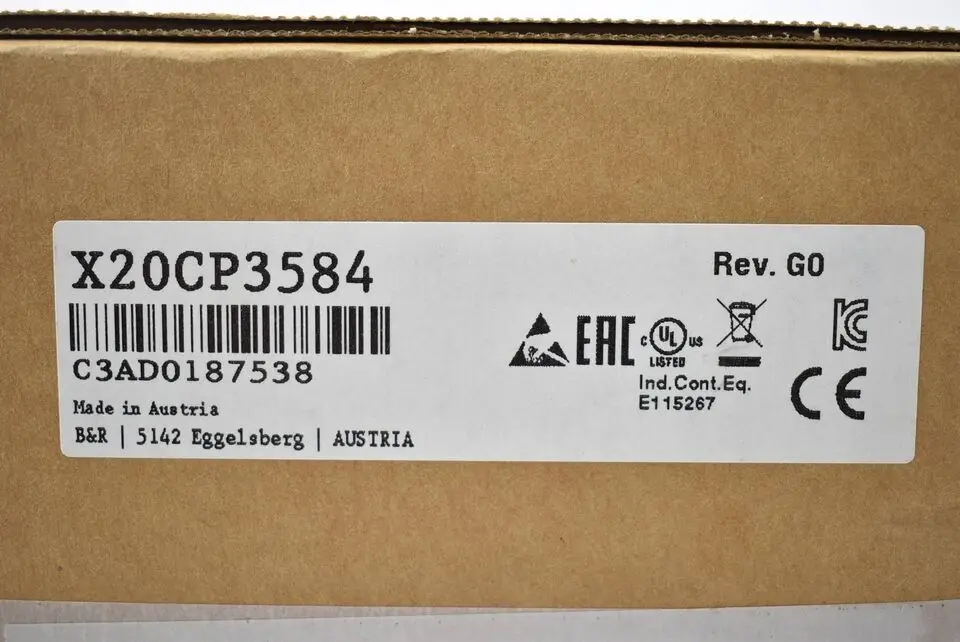 X20CP3584
Rev. G0
C3AD0187538
EAC
c UL us
LISTED
Ind.Cont.Eq.
E115267
KC
CE
Made in Austria
B&R | 5142 Eggelsberg | AUSTRIA